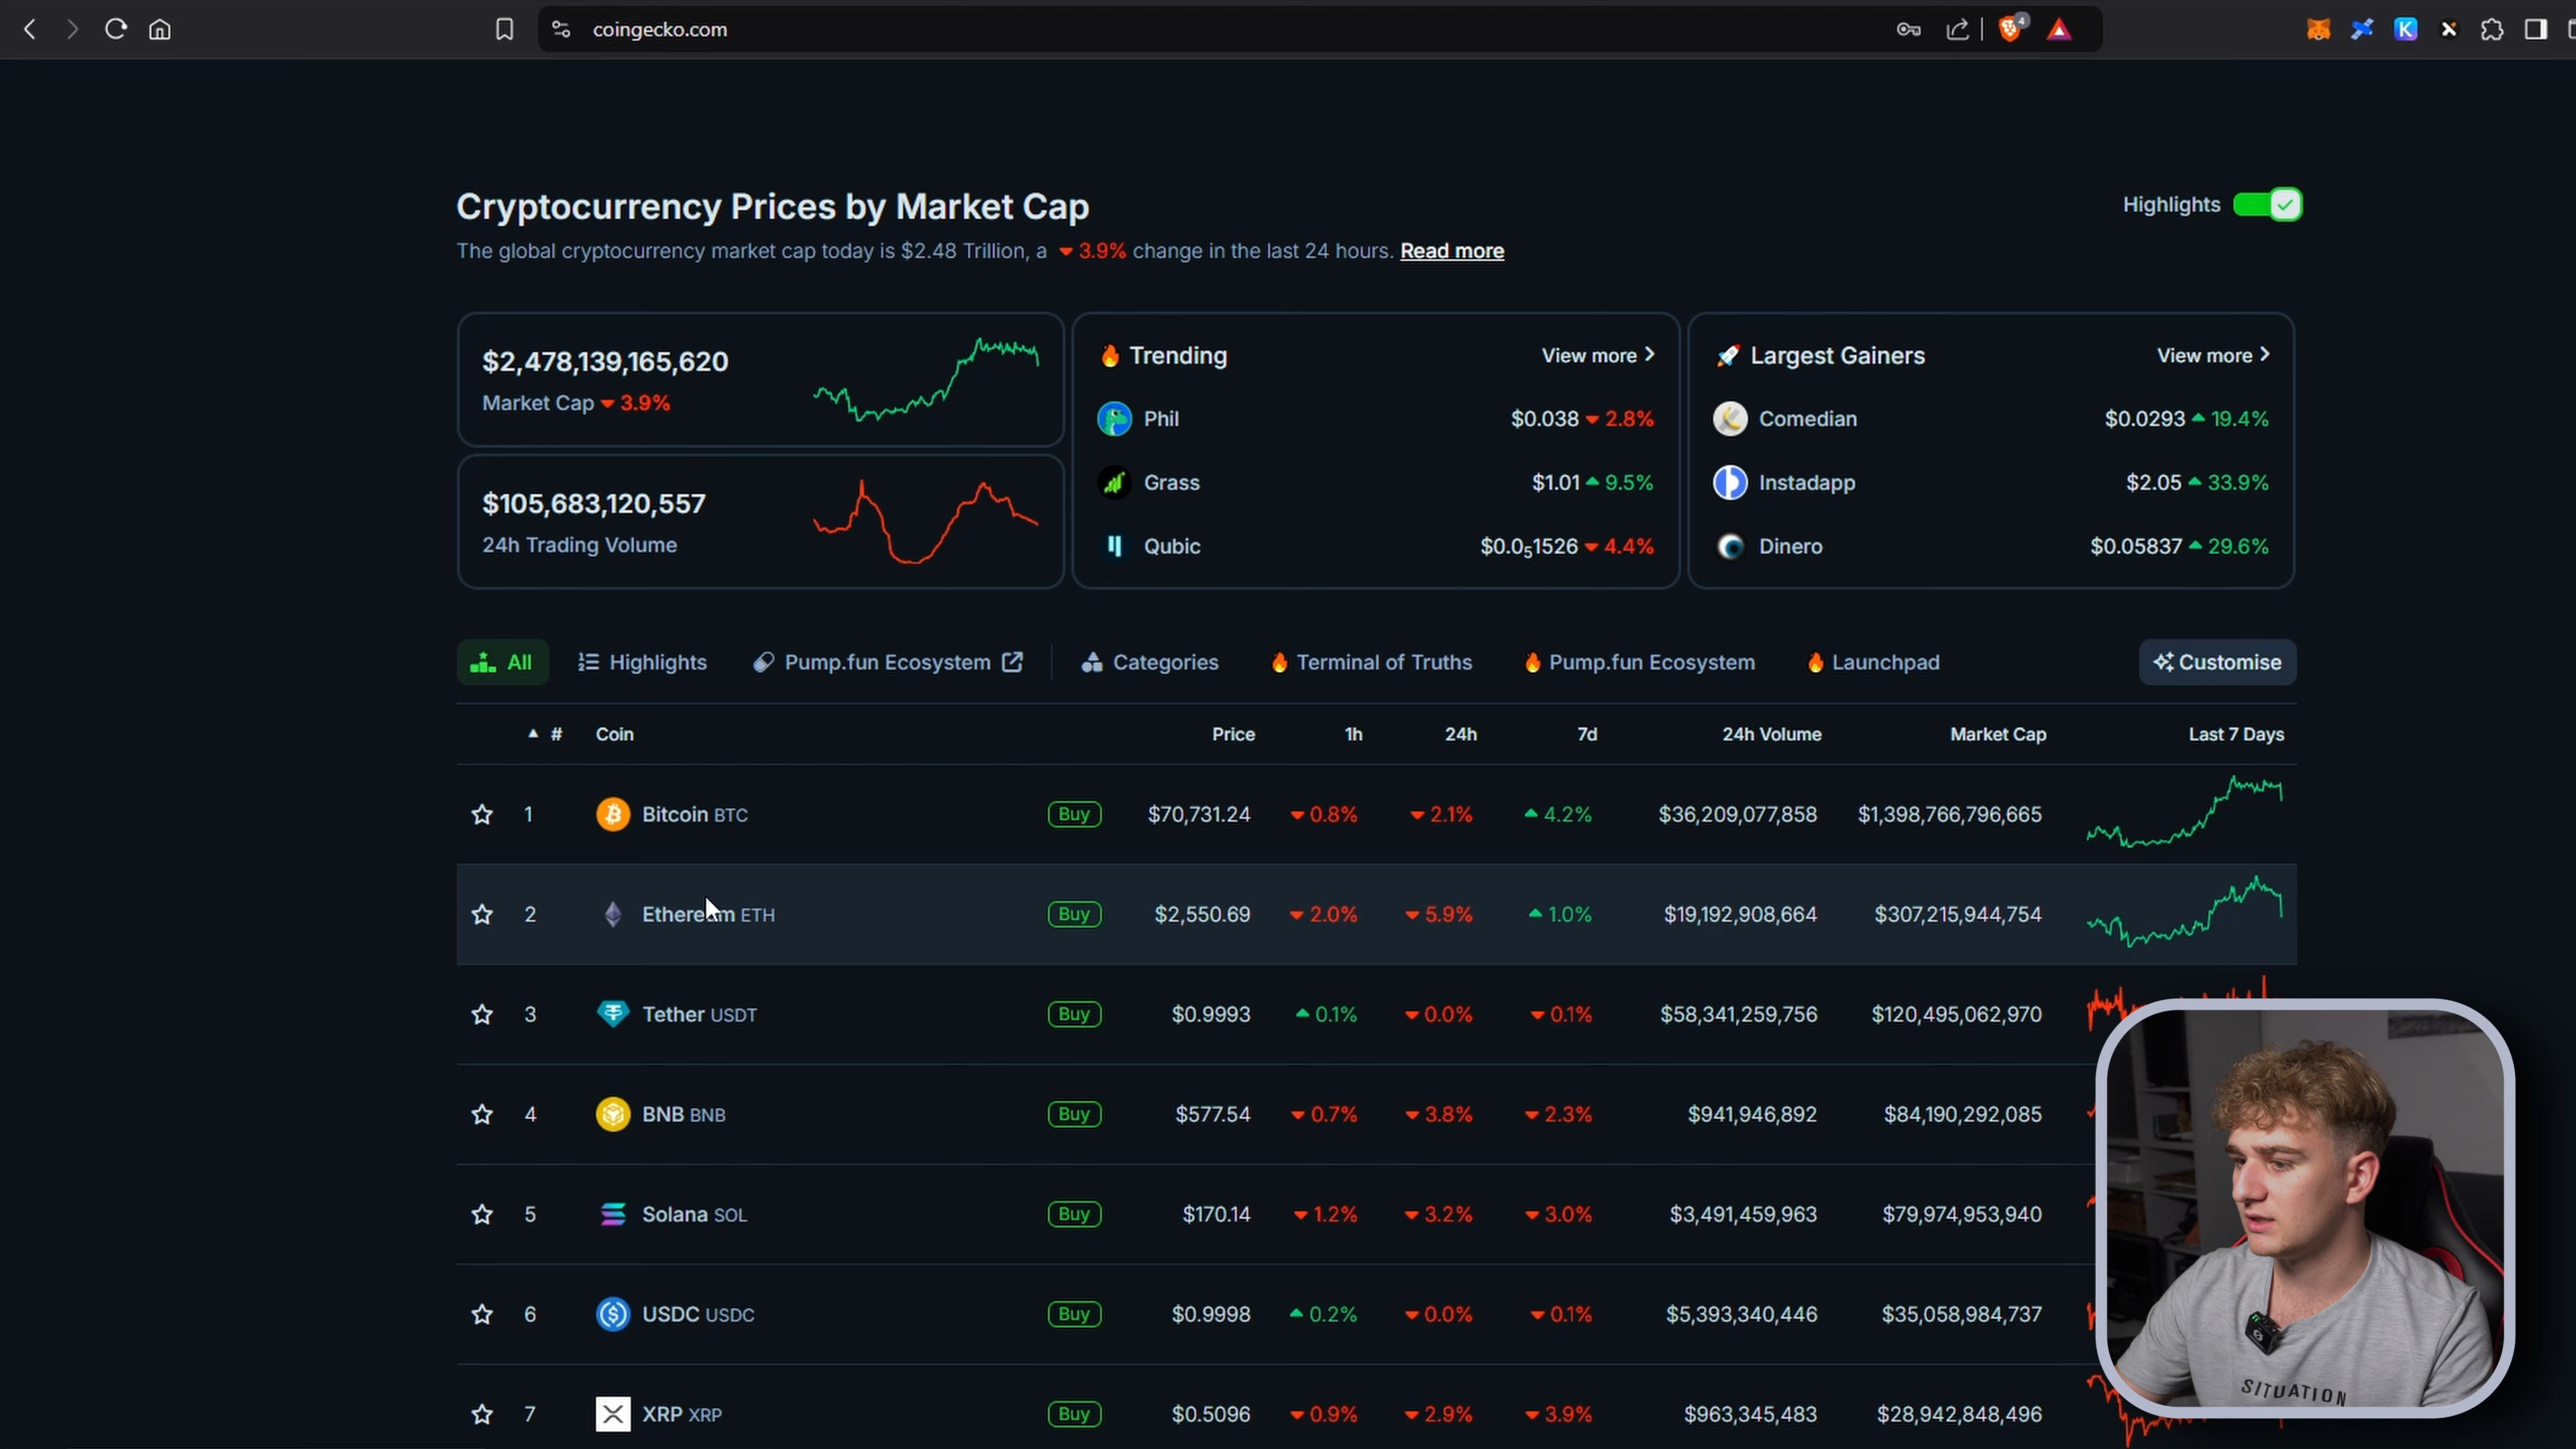 coingecko.com
4
K
Cryptocurrency Prices by Market Cap
Highlights
The global cryptocurrency market cap today is $2.48 Trillion, a ▼ 3.9% change in the last 24 hours. Read more
$2,478,139,165,620
Market Cap ▼ 3.9%
$105,683,120,557
24h Trading Volume
Trending View more
Phil $0.038 ▼ 2.8%
Grass $1.01 ▲ 9.5%
Qubic $0.0₅1526 ▼ 4.4%
Largest Gainers View more
Comedian $0.0293 ▲ 19.4%
Instadapp $2.05 ▲ 33.9%
Dinero $0.05837 ▲ 29.6%
All Highlights Pump.fun Ecosystem Categories Terminal of Truths Pump.fun Ecosystem Launchpad Customise
▲ # Coin Price 1h 24h 7d 24h Volume Market Cap Last 7 Days
1 Bitcoin BTC Buy $70,731.24 ▼ 0.8% ▼ 2.1% ▲ 4.2% $36,209,077,858 $1,398,766,796,665
2 Ethereum ETH Buy $2,550.69 ▼ 2.0% ▼ 5.9% ▲ 1.0% $19,192,908,664 $307,215,944,754
3 Tether USDT Buy $0.9993 ▲ 0.1% ▼ 0.0% ▼ 0.1% $58,341,259,756 $120,495,062,970
4 BNB BNB Buy $577.54 ▼ 0.7% ▼ 3.8% ▼ 2.3% $941,946,892 $84,190,292,085
5 Solana SOL Buy $170.14 ▼ 1.2% ▼ 3.2% ▼ 3.0% $3,491,459,963 $79,974,953,940
6 USDC USDC Buy $0.9998 ▲ 0.2% ▼ 0.0% ▼ 0.1% $5,393,340,446 $35,058,984,737
7 XRP XRP Buy $0.5096 ▼ 0.9% ▼ 2.9% ▼ 3.9% $963,345,483 $28,942,848,496
SITUATION